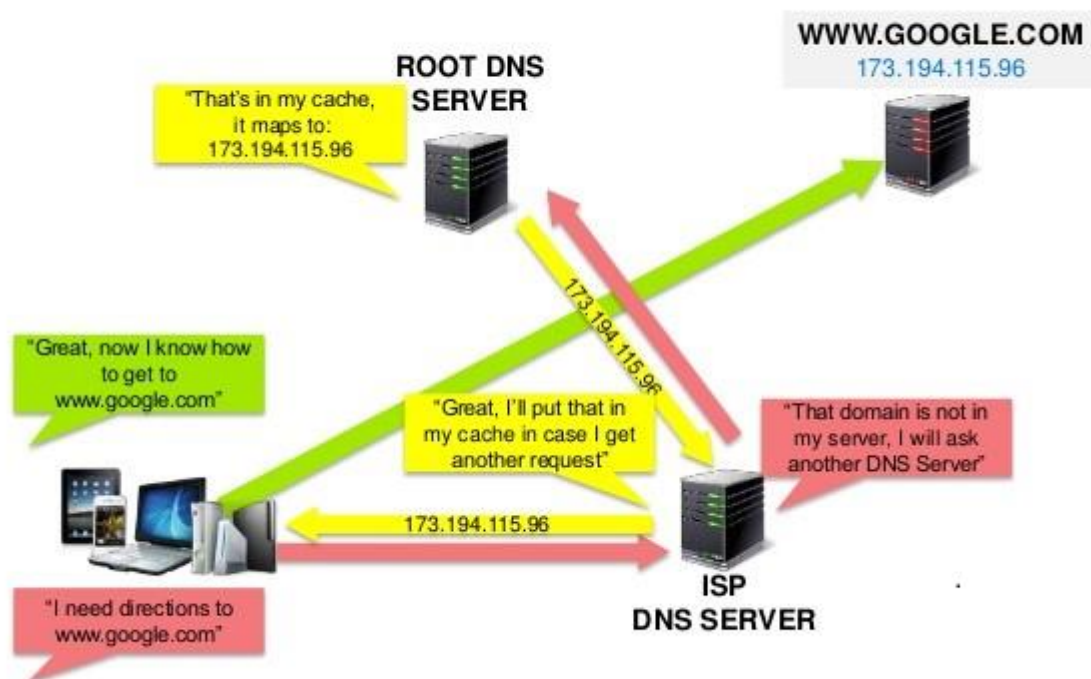 WWW.GOOGLE.COM
173.194.115.96
ROOT DNS
SERVER
“That's in my cache,
it maps to:
173.194.115.96
173.194.115.96
“Great, now I know how
to get to
www.google.com”
“Great, I'll put that in
my cache in case I get
another request”
“That domain is not in
my server, I will ask
another DNS Server”
173.194.115.96
ISP
DNS SERVER
“I need directions to
www.google.com”